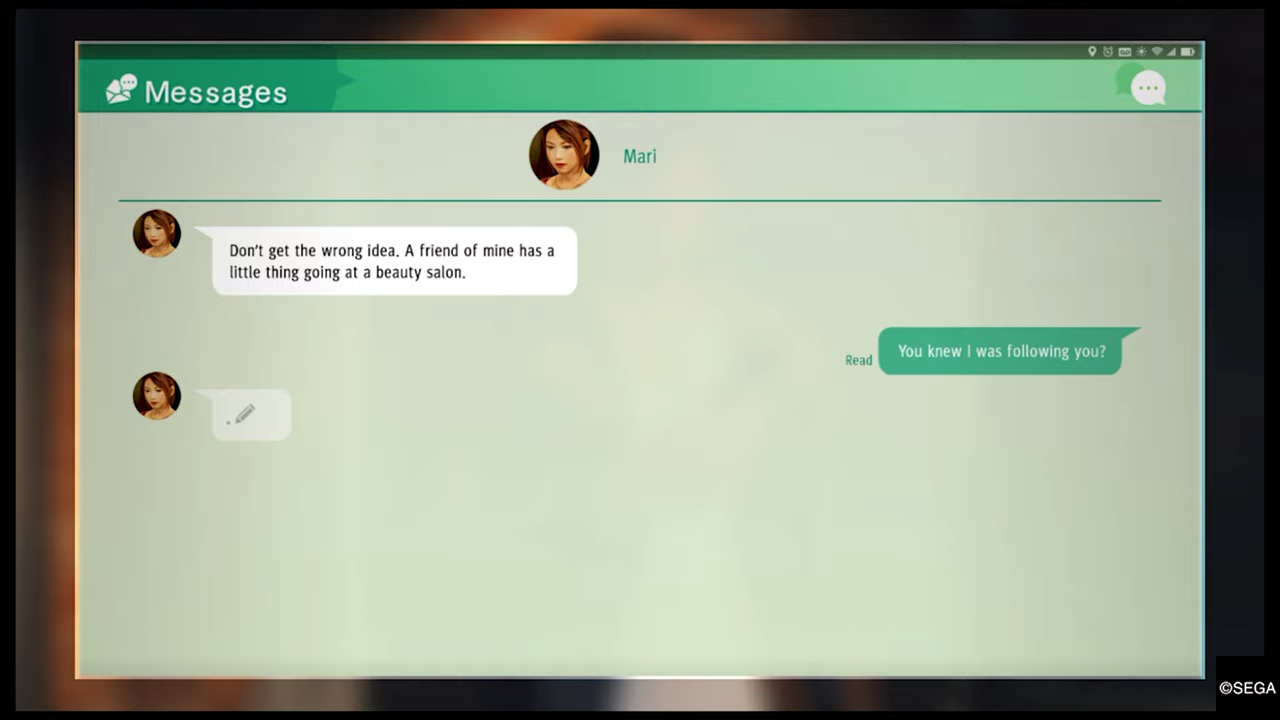 Messages
Mari
Don't get the wrong idea. A friend of mine has a
little thing going at a beauty salon.
You knew I was following you?
Read
©SEGA